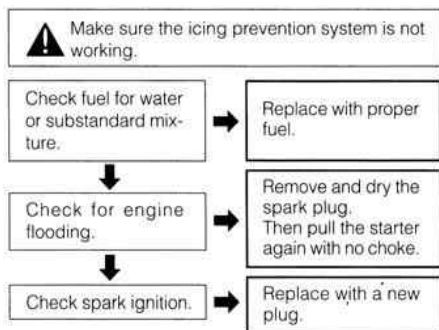 Make sure the icing prevention system is not
working.
Check fuel for water
or substandard mix-
ture.
Replace with proper
fuel.
Check for engine
flooding.
Remove and dry the
spark plug.
Then pull the starter
again with no choke.
Check spark ignition.
Replace with a new
plug.